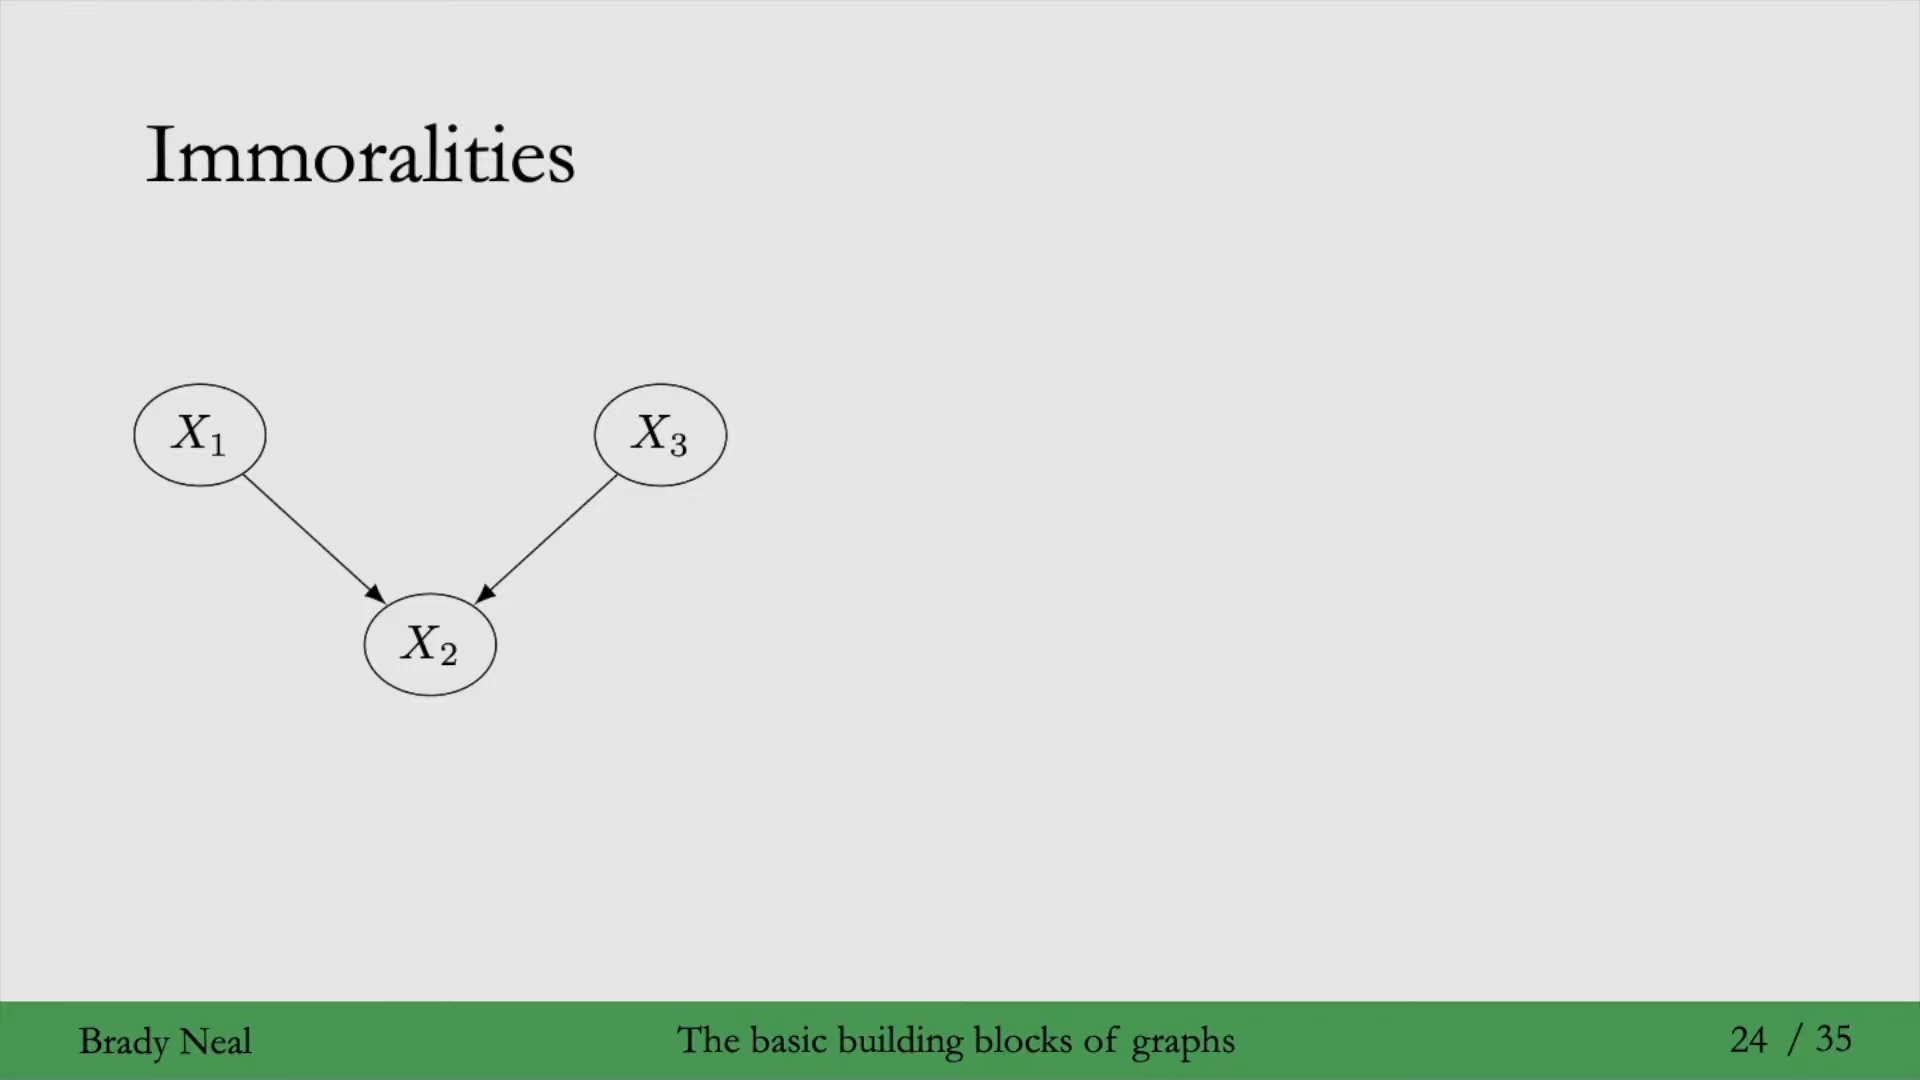 Immoralities
X₁
X₃
X₂
Brady Neal
The basic building blocks of graphs
24 / 35